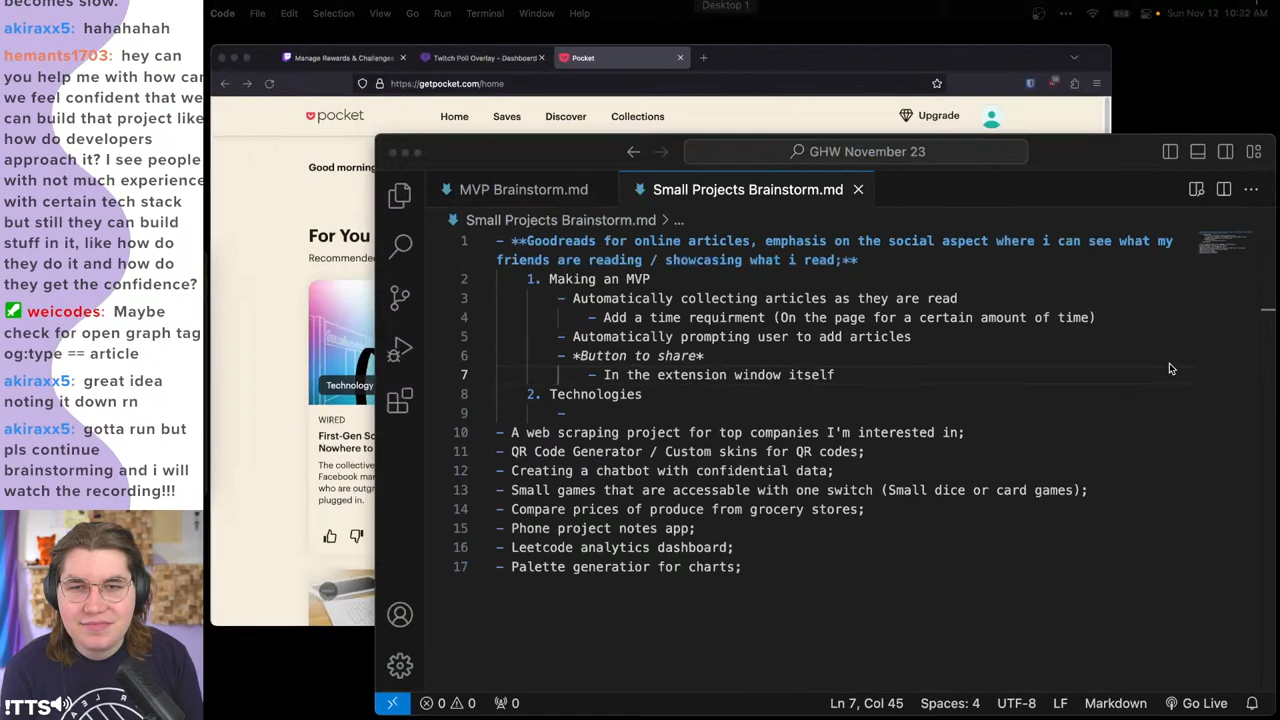 becomes slow.
akiraxx5: hahahahah
hemants1703: hey can
you help me with how can
we feel confident that we
can build that project like
how do developers
approach it? I see people
with not much experience
with certain tech stack
but still they can build
stuff in it, like how do
they do it and how do
they get the confidence?
weicodes: Maybe
check for open graph tag
og:type == article
akiraxx5: great idea
noting it down rn
akiraxx5: gotta run but
pls continue
brainstorming and i will
watch the recording!!!
!TTS
Code File Edit Selection View Go Run Terminal Window Help
Desktop 1
Sun Nov 12 10:32 AM
Manage Rewards & Challenges
Twitch Poll Overlay - Dashboard
Pocket
https://getpocket.com/home
pocket
Home Saves Discover Collections
Upgrade
Good morning
For You
Recommended
Technology
WIRED
First-Gen So
Nowhere to
The collective
Facebook mar
who are outgr
plugged in.
GHW November 23
MVP Brainstorm.md
Small Projects Brainstorm.md
Small Projects Brainstorm.md > ...
1 - **Goodreads for online articles, emphasis on the social aspect where i can see what my
friends are reading / showcasing what i read;**
2 1. Making an MVP
3 - Automatically collecting articles as they are read
4 - Add a time requirment (On the page for a certain amount of time)
5 - Automatically prompting user to add articles
6 - *Button to share*
7 - In the extension window itself
8 2. Technologies
9 -
10 - A web scraping project for top companies I'm interested in;
11 - QR Code Generator / Custom skins for QR codes;
12 - Creating a chatbot with confidential data;
13 - Small games that are accessable with one switch (Small dice or card games);
14 - Compare prices of produce from grocery stores;
15 - Phone project notes app;
16 - Leetcode analytics dashboard;
17 - Palette generatior for charts;
0 0 0
Ln 7, Col 45 Spaces: 4 UTF-8 LF Markdown Go Live